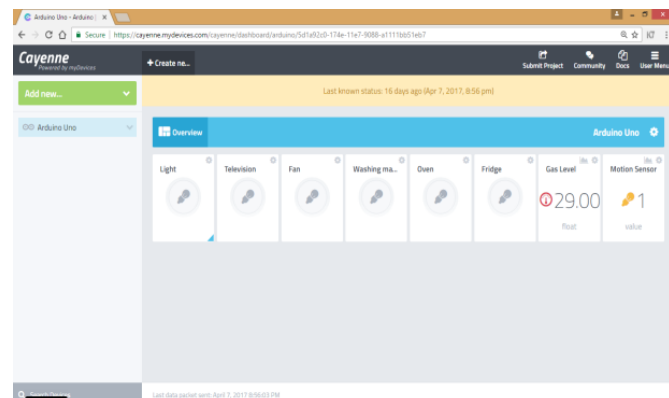 Arduino Uno - Arduino |
Secure | https://cayenne.mydevices.com/cayenne/dashboard/arduino/5d1a92c0-174e-11e7-9088-a1111bb51eb7
Cayenne
Powered by myDevices
+ Create ne...
Submit Project Community Docs User Menu
Add new...
Last known status: 16 days ago (Apr 7, 2017, 8:56 pm)
Arduino Uno
Overview
Arduino Uno
Light Television Fan Washing ma... Oven Fridge Gas Level Motion Sensor
29.00 1
float value
Last data packet sent: April 7, 2017 8:56:03 PM